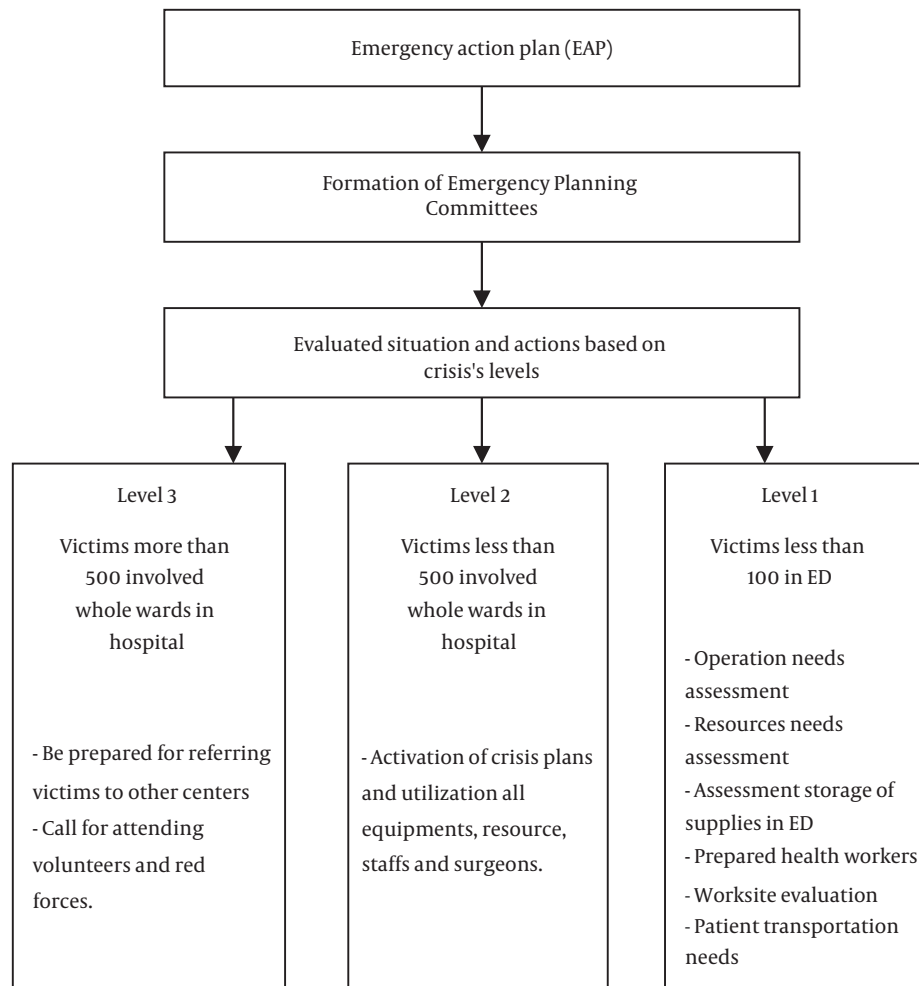 Emergency action plan (EAP)
Formation of Emergency Planning
Committees
Evaluated situation and actions based on
crisis's levels
Level 3
Victims more than
500 involved
whole wards in
hospital
- Be prepared for referring
victims to other centers
- Call for attending
volunteers and red
forces.
Level 2
Victims less than
500 involved
whole wards in
hospital
- Activation of crisis plans
and utilization all
equipments, resource,
staffs and surgeons.
Level 1
Victims less than
100 in ED
- Operation needs
assessment
- Resources needs
assessment
- Assessment storage of
supplies in ED
- Prepared health workers
- Worksite evaluation
- Patient transportation
needs